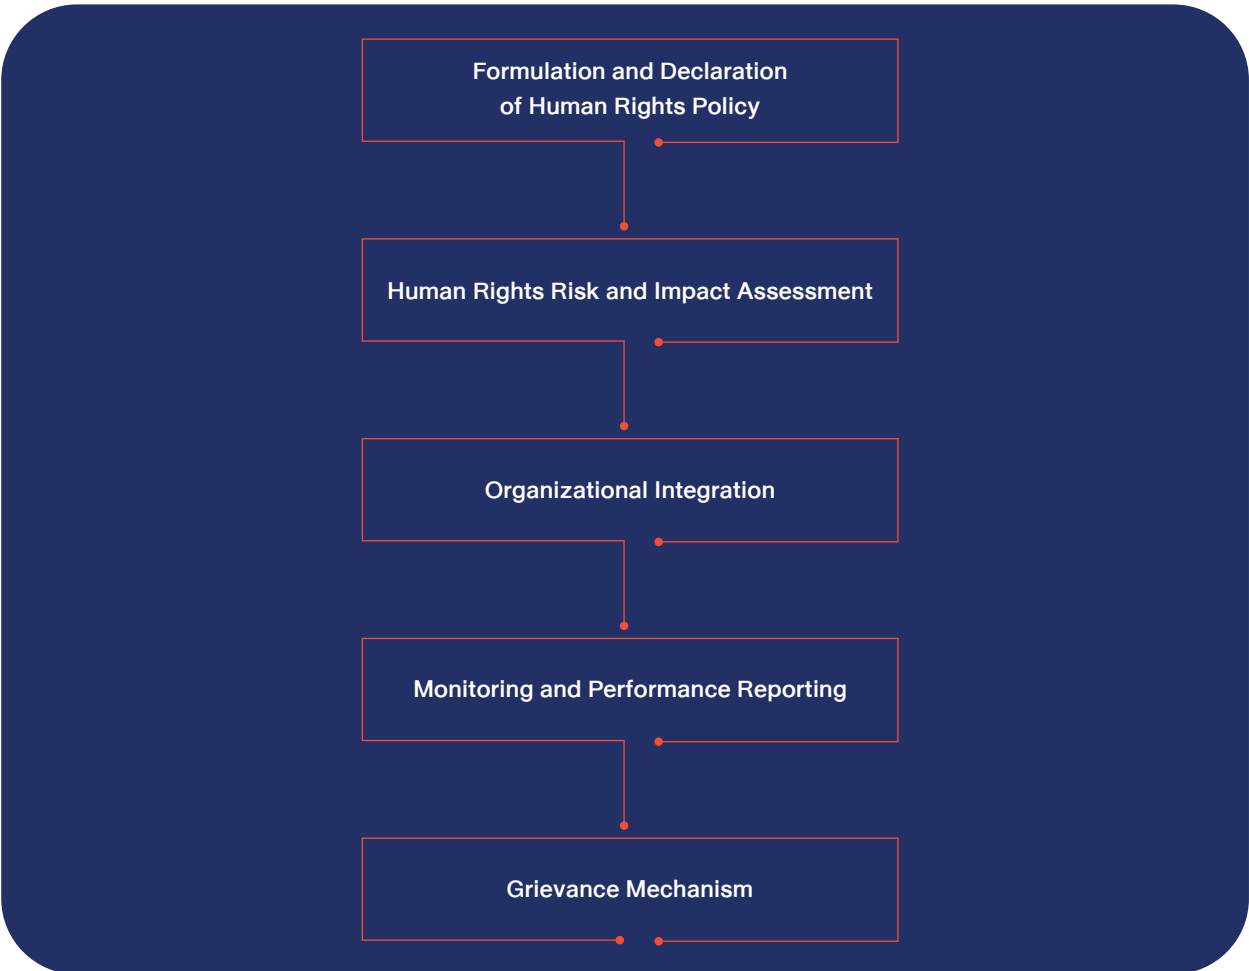 Formulation and Declaration
of Human Rights Policy
Human Rights Risk and Impact Assessment
Organizational Integration
Monitoring and Performance Reporting
Grievance Mechanism